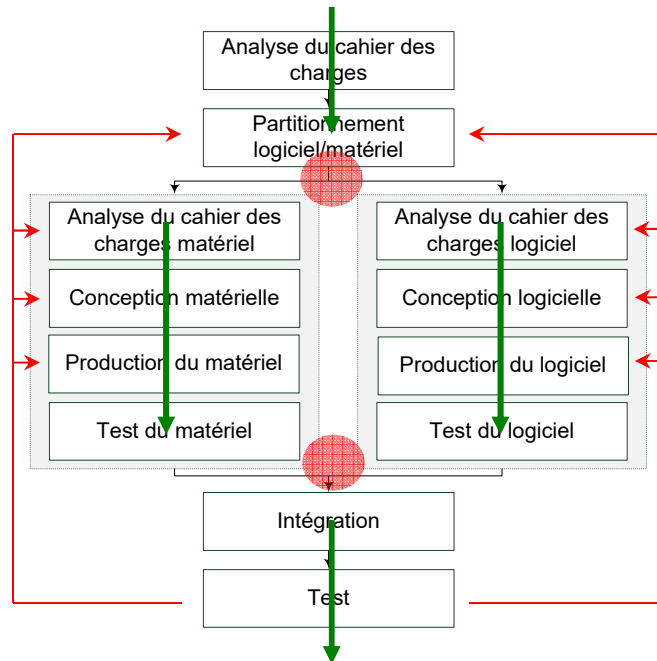 Analyse du cahier des
charges
Partitionnement
logiciel/matériel
Analyse du cahier des
charges matériel
Conception matérielle
Production du matériel
Test du matériel
Analyse du cahier des
charges logiciel
Conception logicielle
Production du logiciel
Test du logiciel
Intégration
Test